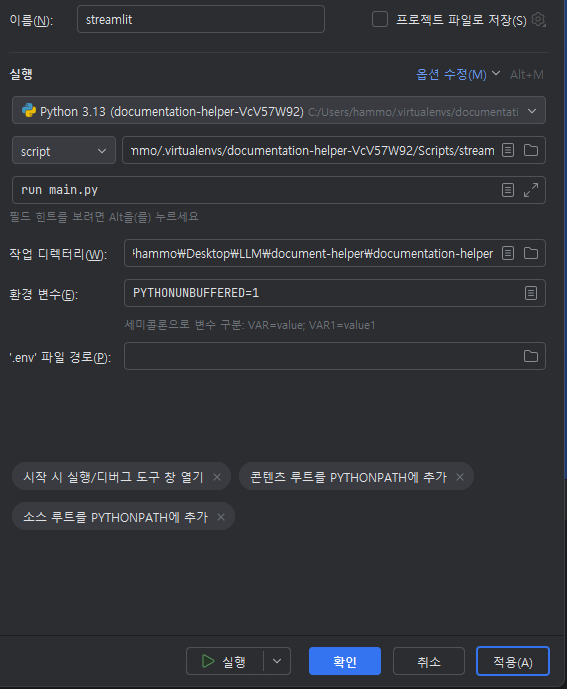 이름(N): streamlit 프로젝트 파일로 저장(S)
실행 옵션 수정(M) Alt+M
Python 3.13 (documentation-helper-VcV57W92) C:/Users/hammo/.virtualenvs/documentati
script mmo/.virtualenvs/documentation-helper-VcV57W92/Scripts/stream
run main.py
필드 힌트를 보려면 Alt을(를) 누르세요
작업 디렉터리(W): hammo₩Desktop₩LLM₩document-helper₩documentation-helper
환경 변수(E): PYTHONUNBUFFERED=1
세미콜론으로 변수 구분: VAR=value; VAR1=value1
'.env' 파일 경로(P):
시작 시 실행/디버그 도구 창 열기 × 콘텐츠 루트를 PYTHONPATH에 추가 ×
소스 루트를 PYTHONPATH에 추가 ×
실행 확인 취소 적용(A)